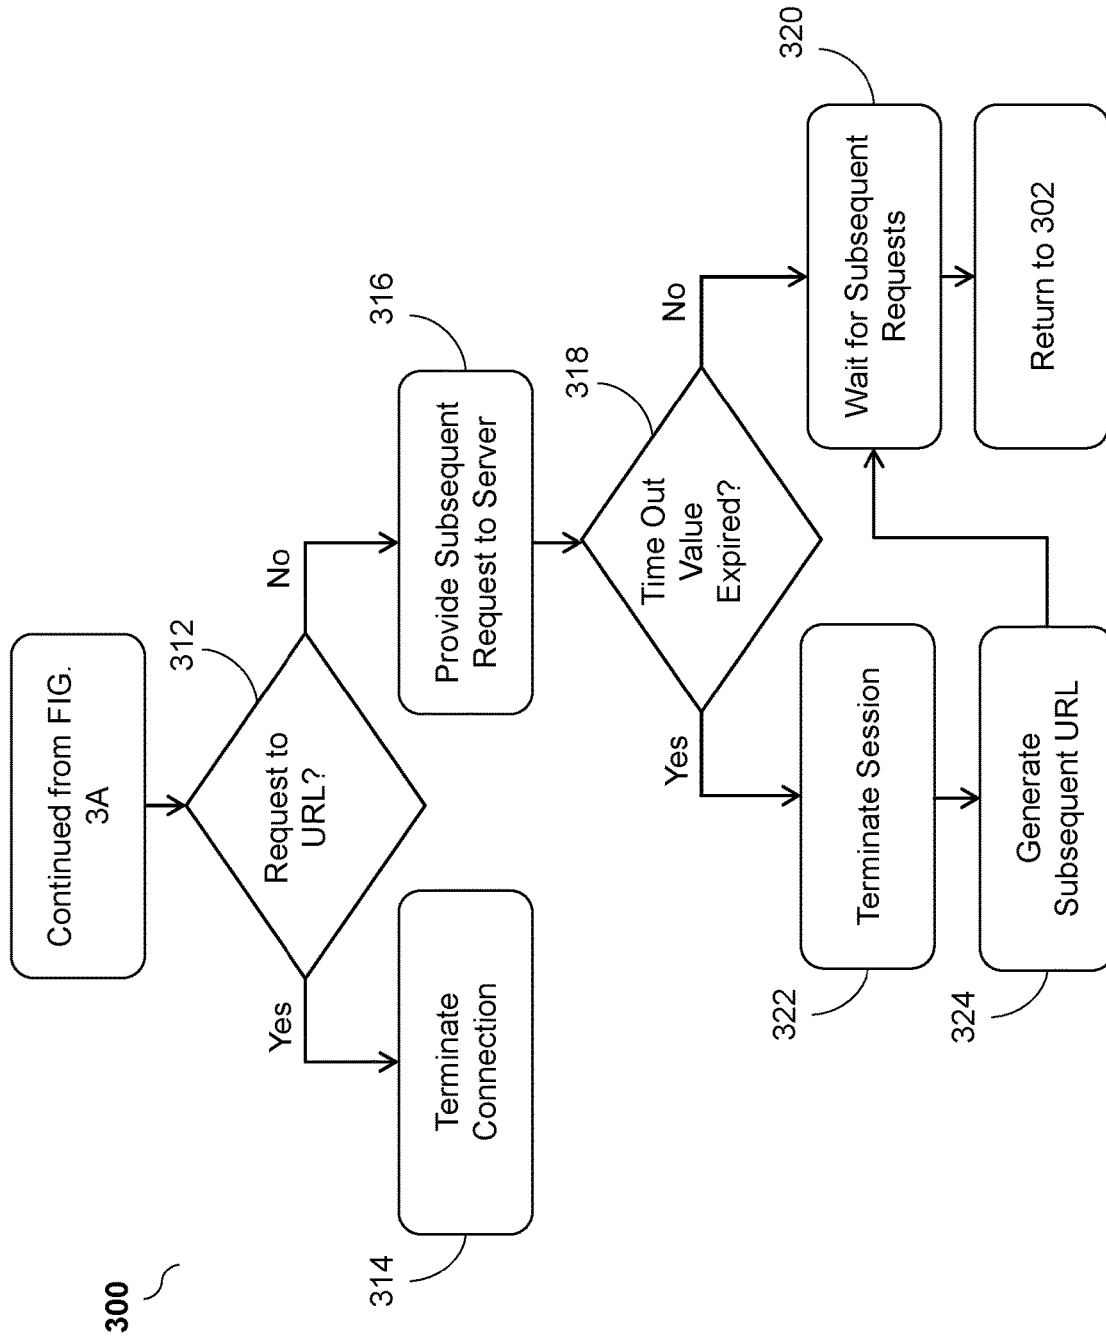 300
Continued from FIG.
3A
312
Request to
URL?
Yes
No
314
Terminate
Connection
316
Provide Subsequent
Request to Server
318
Time Out
Value
Expired?
Yes
No
322
Terminate Session
324
Generate
Subsequent URL
320
Wait for Subsequent
Requests
Return to 302